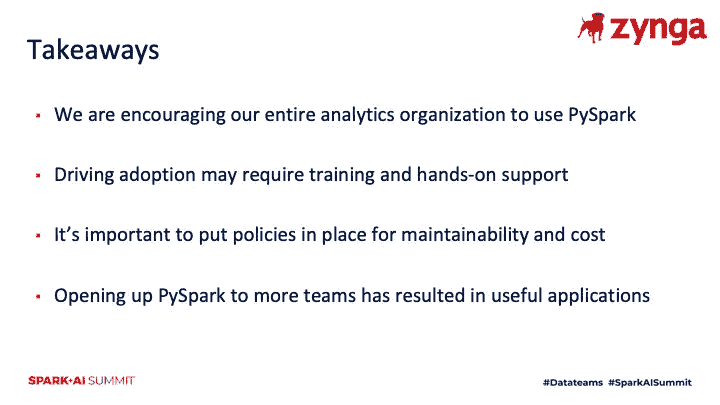 zynga
Takeaways
We are encouraging our entire analytics organization to use PySpark
Driving adoption may require training and hands-on support
It’s important to put policies in place for maintainability and cost
Opening up PySpark to more teams has resulted in useful applications
SPARK+AI SUMMIT
#Datateams #SparkAISummit